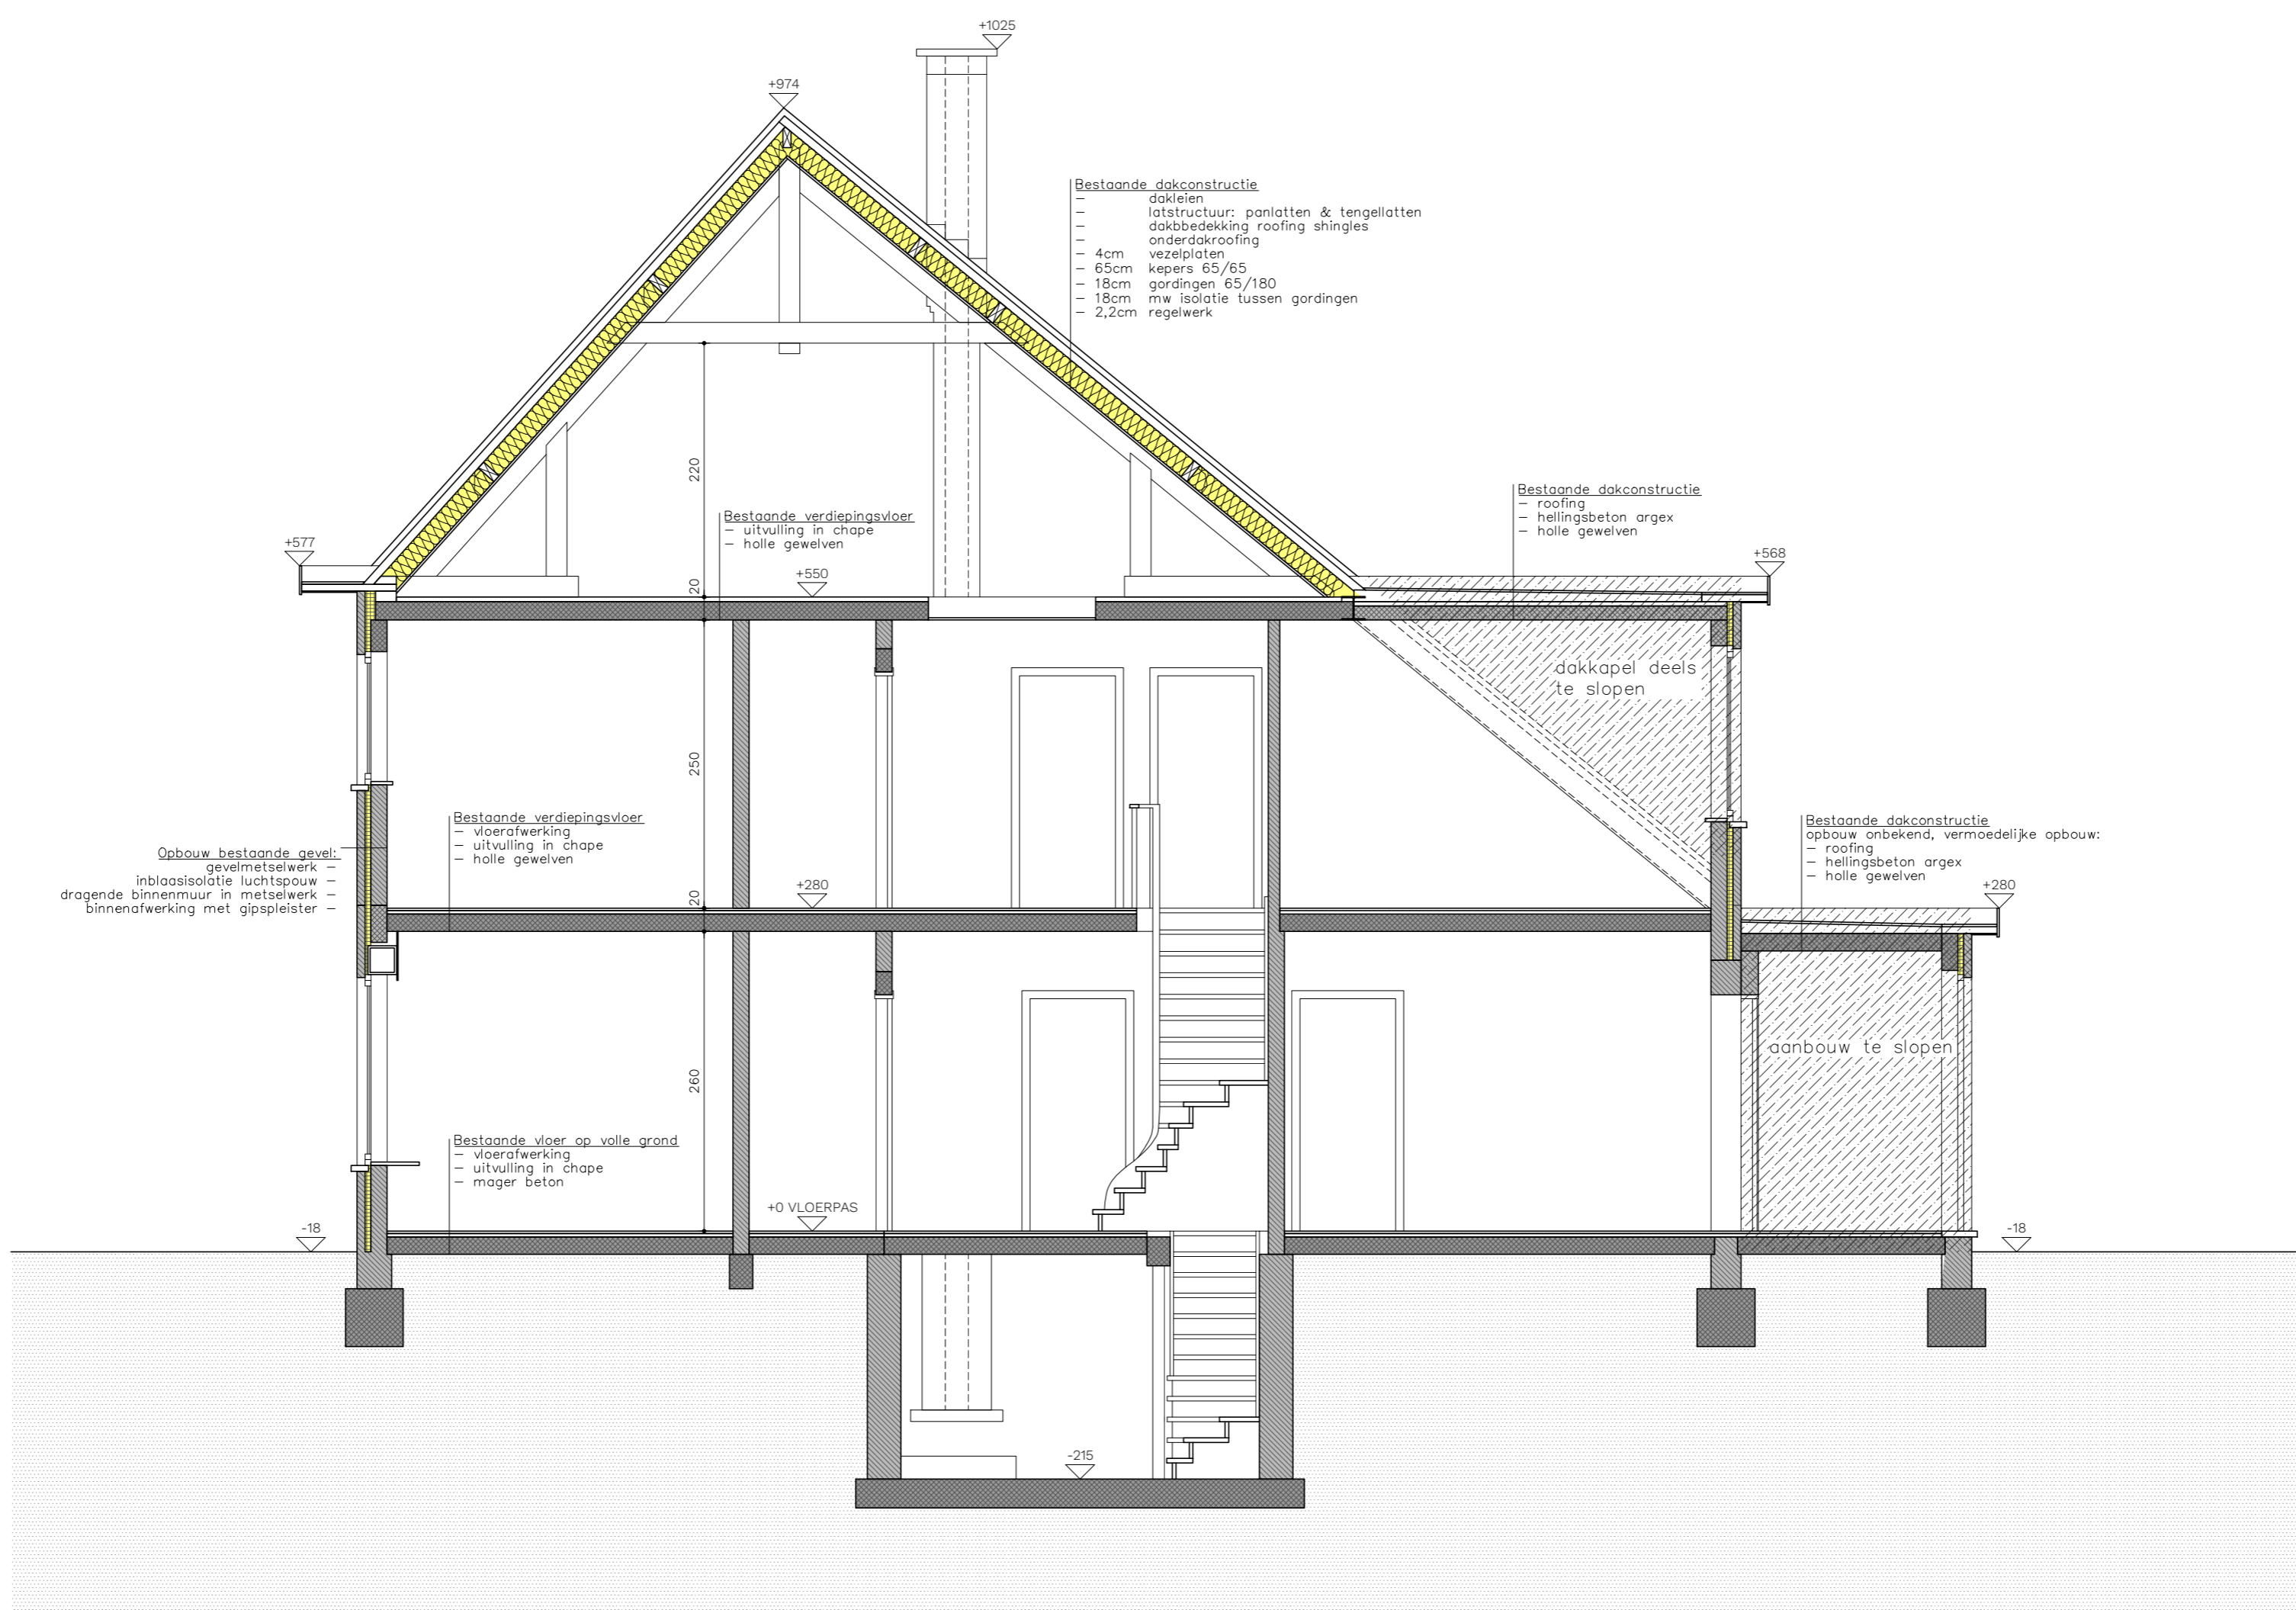 +1025
+974
Bestaande dakconstructie
- dakleien
- latstructuur: panlatten & tengellatten
- dakbbedekking roofing shingles
- onderdakroofing
- 4cm vezelplaten
- 65cm kepers 65/65
- 18cm gordingen 65/180
- 18cm mw isolatie tussen gordingen
- 2,2cm regelwerk
220
Bestaande verdiepingsvloer
- uitvulling in chape
- holle gewelven
Bestaande dakconstructie
- roofing
- hellingsbeton argex
- holle gewelven
+577
+568
+550
20
dakkapel deels
te slopen
250
Bestaande verdiepingsvloer
- vloerafwerking
- uitvulling in chape
- holle gewelven
Bestaande dakconstructie
opbouw onbekend, vermoedelijke opbouw:
- roofing
- hellingsbeton argex
- holle gewelven
Opbouw bestaande gevel:
gevelmetselwerk -
inblaasisolatie luchtspouw -
dragende binnenmuur in metselwerk -
binnenafwerking met gipspleister -
+280
+280
20
aanbouw te slopen
260
Bestaande vloer op volle grond
- vloerafwerking
- uitvulling in chape
- mager beton
+0 VLOERPAS
-18
-18
-215